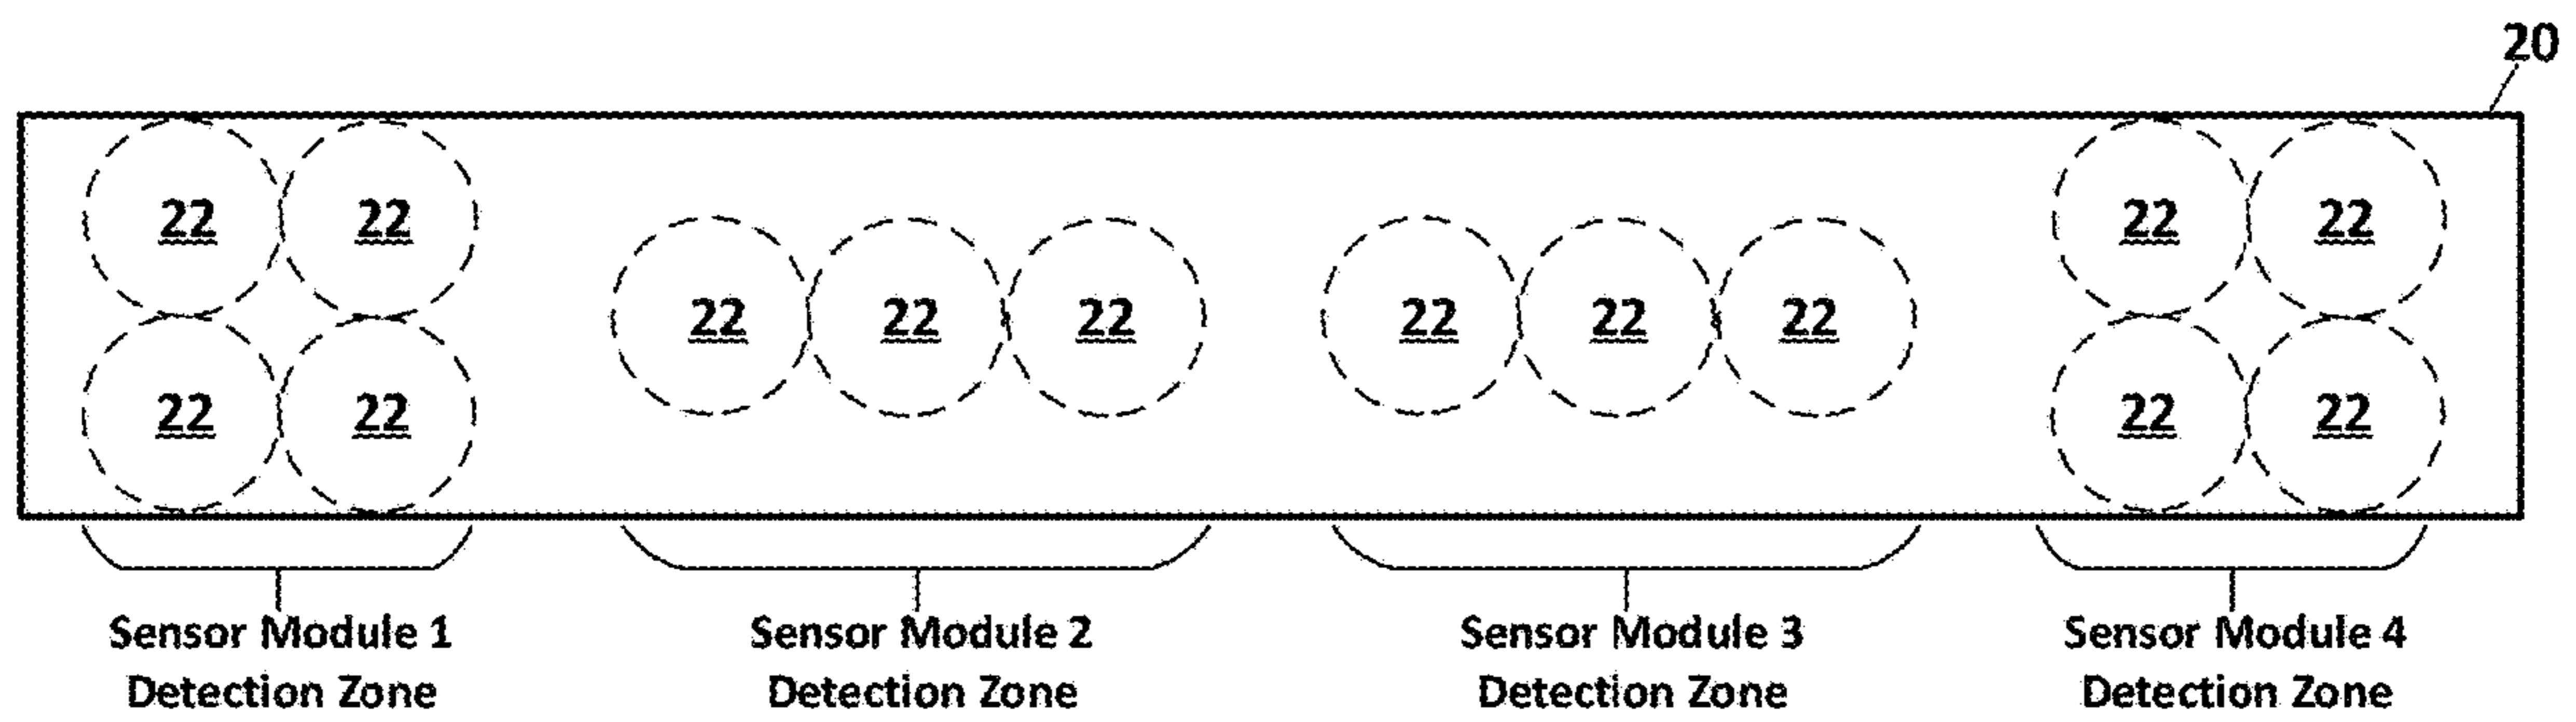 20
22 22 22 22
22 22 22 22 22 22
22 22 22 22
Sensor Module 1
Detection Zone
Sensor Module 2
Detection Zone
Sensor Module 3
Detection Zone
Sensor Module 4
Detection Zone